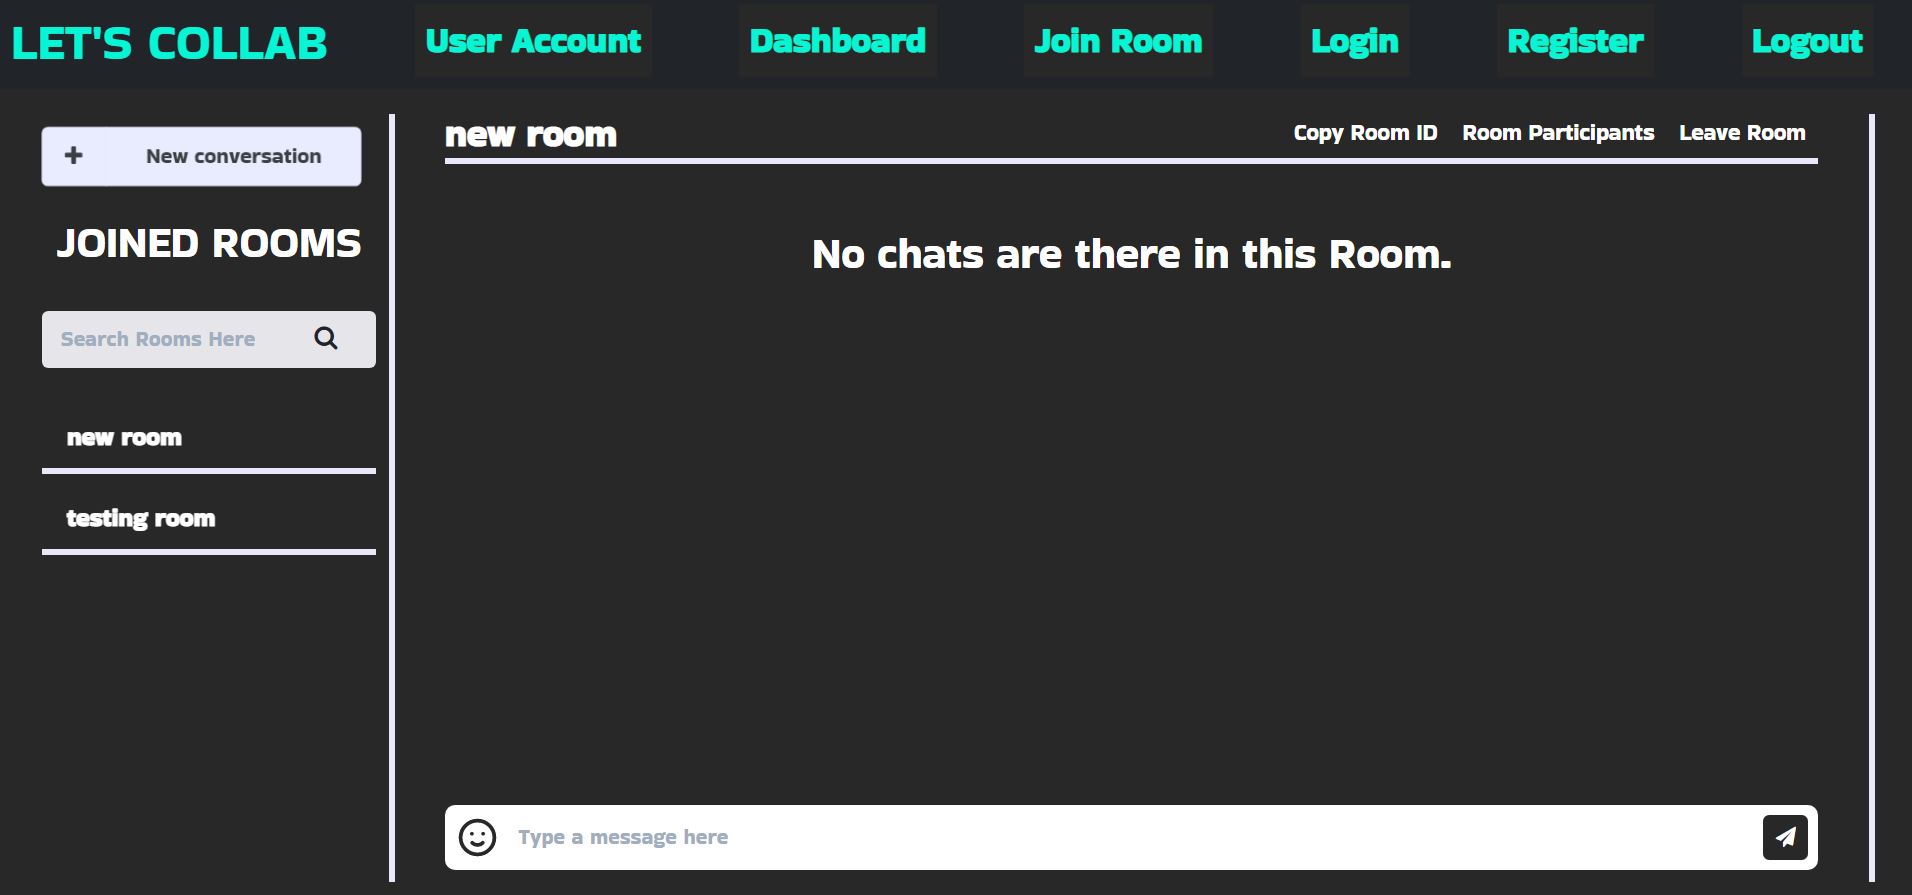 LET'S COLLAB User Account Dashboard Join Room Login Register Logout
New conversation
JOINED ROOMS
Search Rooms Here
new room
testing room
new room Copy Room ID Room Participants Leave Room
No chats are there in this Room.
Type a message here